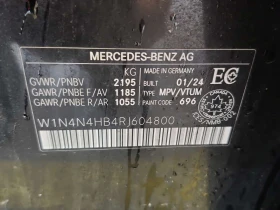 MERCEDES-BENZ AG
KG MADE IN GERMANY
GVWR/PNBV 2195 BUILT 01/24
GAWR/PNBE F/AV 1185 TYPE MPV/VTUM
GAWR/PNBE R/AR 1055 PAINT CODE 696
EC
W1N4N4HB4RJ604800